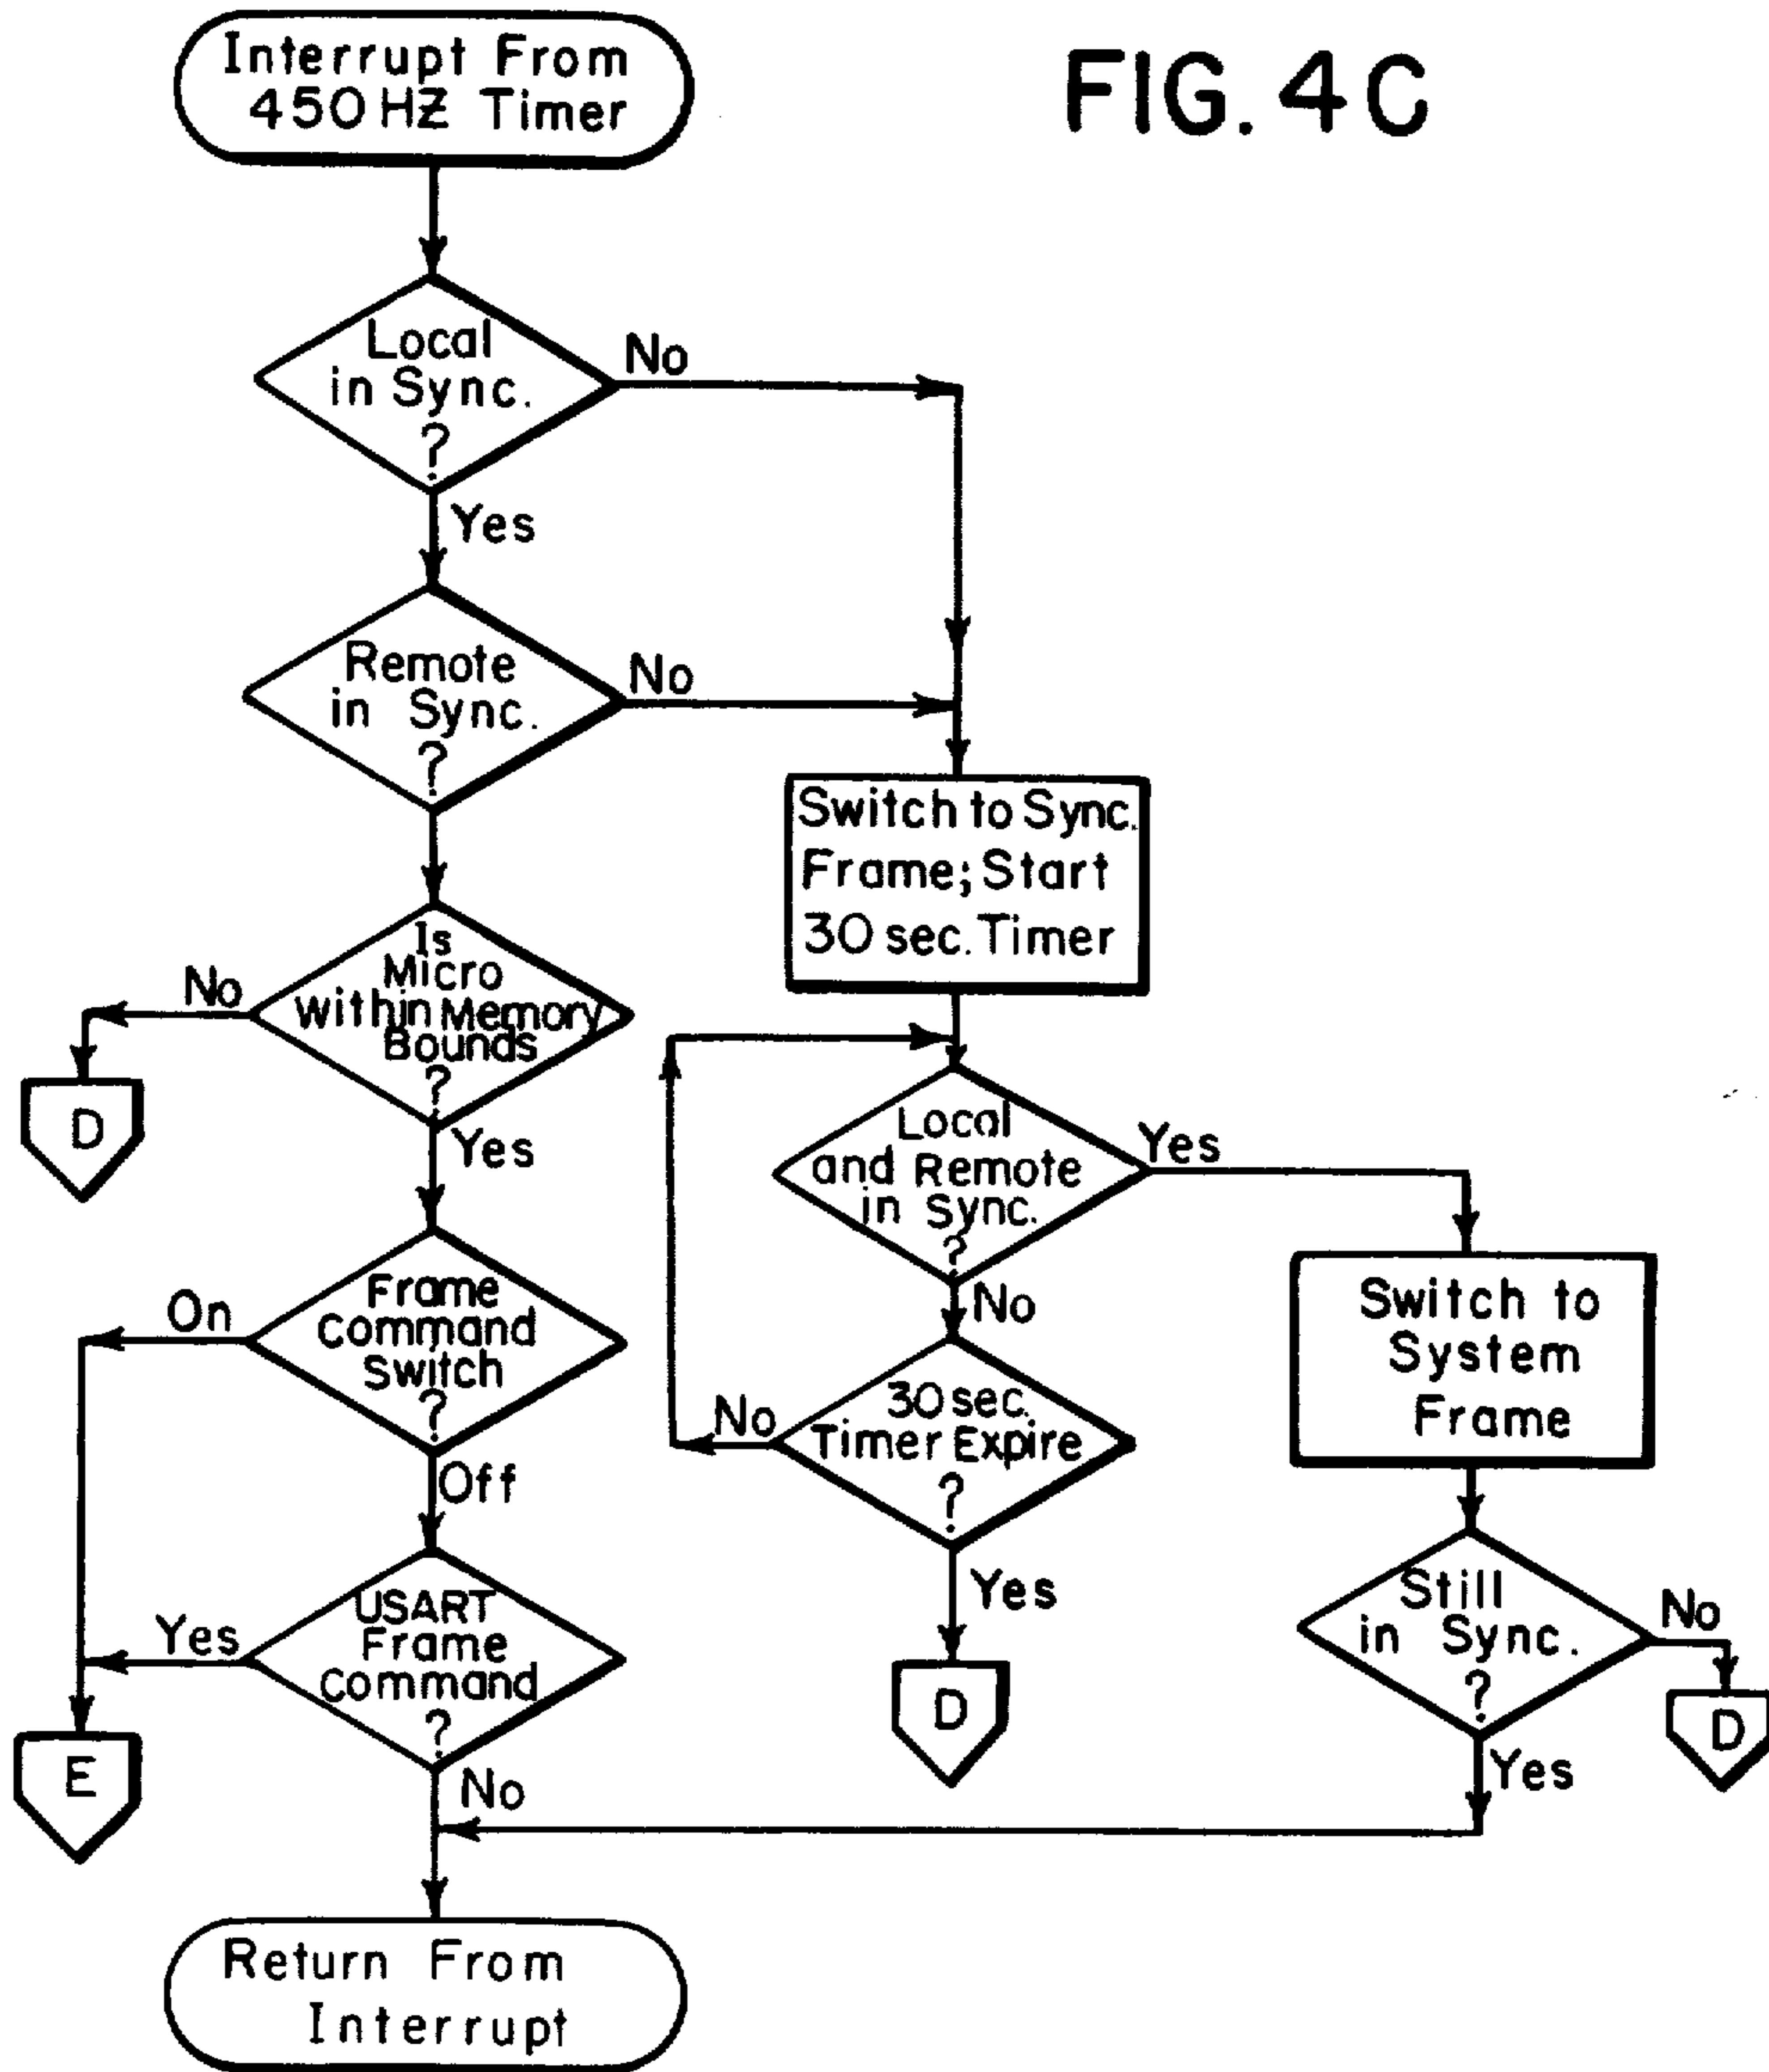 FIG. 4C
Interrupt From
450 HZ Timer
Local
in Sync.
?
No
Yes
Remote
in Sync.
?
No
Switch to Sync.
Frame; Start
30 sec. Timer
Is
Micro
Within Memory
Bounds
?
No
D
Yes
Local
and Remote
in Sync.
?
Yes
No
Frame
Command
Switch
?
On
Off
30 sec.
Timer Expire
?
No
Yes
D
Switch to
System
Frame
Still
in Sync.
?
No
D
Yes
USART
Frame
Command
?
Yes
E
No
Return From
Interrupt